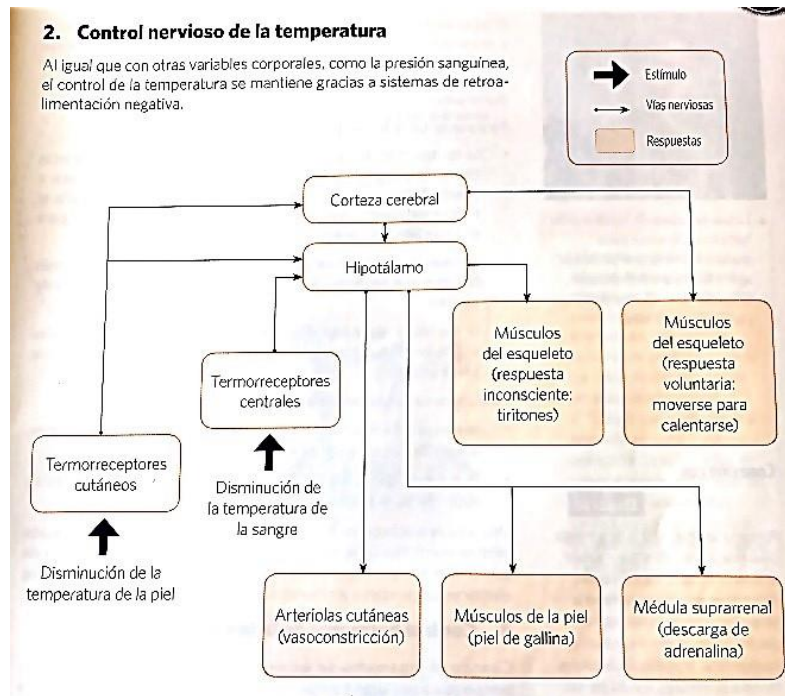 2. Control nervioso de la temperatura
Al igual que con otras variables corporales, como la presión sanguínea,
el control de la temperatura se mantiene gracias a sistemas de retroa-
limentación negativa.
Estímulo
Vías nerviosas
Respuestas
Corteza cerebral
Hipotálamo
Músculos
del esqueleto
(respuesta
inconsciente:
tiritones)
Músculos
del esqueleto
(respuesta
voluntaria:
moverse para
calentarse)
Termorreceptores
centrales
Termorreceptores
cutáneos
Disminución de
la temperatura de
la sangre
Disminución de la
temperatura de la piel
Arteriolas cutáneas
(vasoconstricción)
Músculos de la piel
(piel de gallina)
Médula suprarrenal
(descarga de
adrenalina)